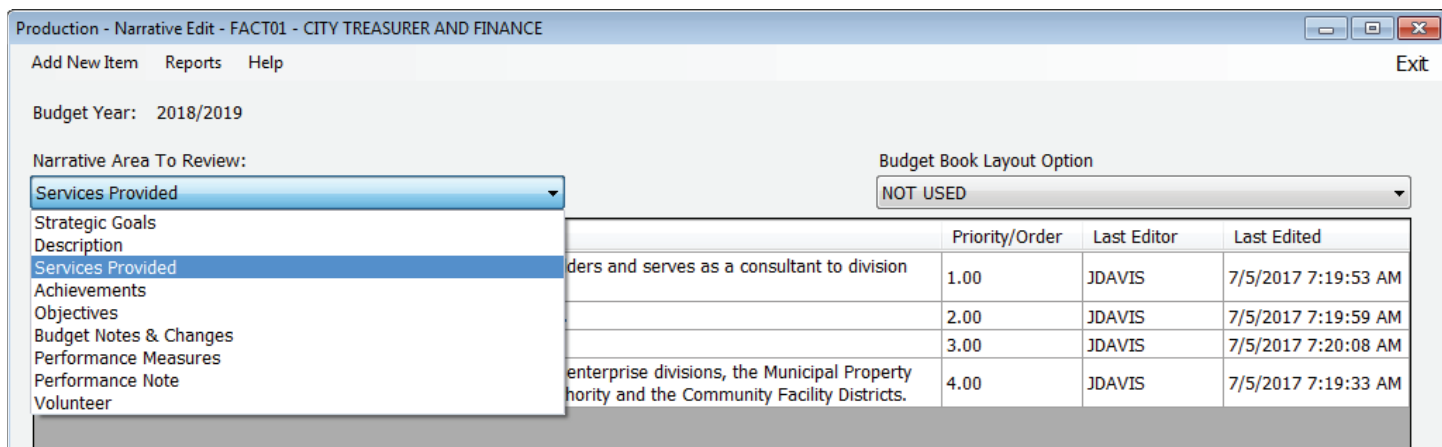 Production - Narrative Edit - FACT01 - CITY TREASURER AND FINANCE
Add New Item Reports Help Exit
Budget Year: 2018/2019
Narrative Area To Review: Budget Book Layout Option
Services Provided NOT USED
Strategic Goals
Description
Services Provided
Achievements
Objectives
Budget Notes & Changes
Performance Measures
Performance Note
Volunteer
Priority/Order Last Editor Last Edited
ders and serves as a consultant to division 1.00 JDAVIS 7/5/2017 7:19:53 AM
2.00 JDAVIS 7/5/2017 7:19:59 AM
3.00 JDAVIS 7/5/2017 7:20:08 AM
enterprise divisions, the Municipal Property
hority and the Community Facility Districts. 4.00 JDAVIS 7/5/2017 7:19:33 AM